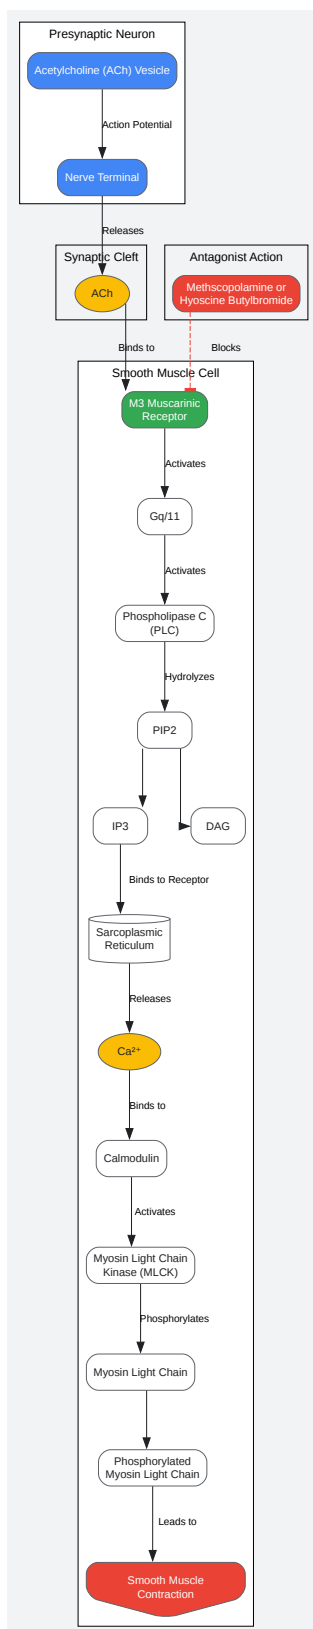 Presynaptic Neuron
Acetylcholine (ACh) Vesicle
Action Potential
Nerve Terminal
Releases
Synaptic Cleft
ACh
Antagonist Action
Methscopolamine or
Hyoscine Butylbromide
Binds to
Blocks
Smooth Muscle Cell
M3 Muscarinic
Receptor
Activates
Gq/11
Activates
Phospholipase C
(PLC)
Hydrolyzes
PIP2
IP3
DAG
Binds to Receptor
Sarcoplasmic
Reticulum
Releases
Ca²⁺
Binds to
Calmodulin
Activates
Myosin Light Chain
Kinase (MLCK)
Phosphorylates
Myosin Light Chain
Phosphorylated
Myosin Light Chain
Leads to
Smooth Muscle
Contraction